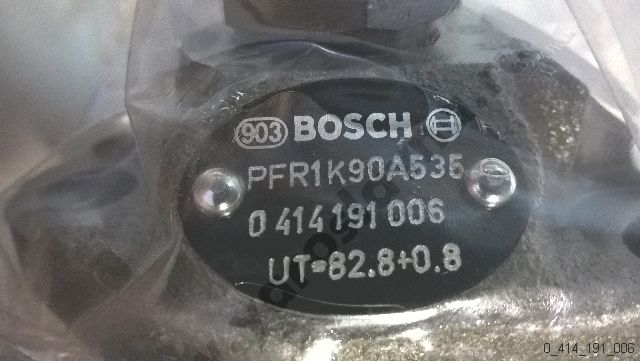 903 BOSCH
PFR1K90A535
0 414 191 006
UT=82.8+0.8
0_414_191_006